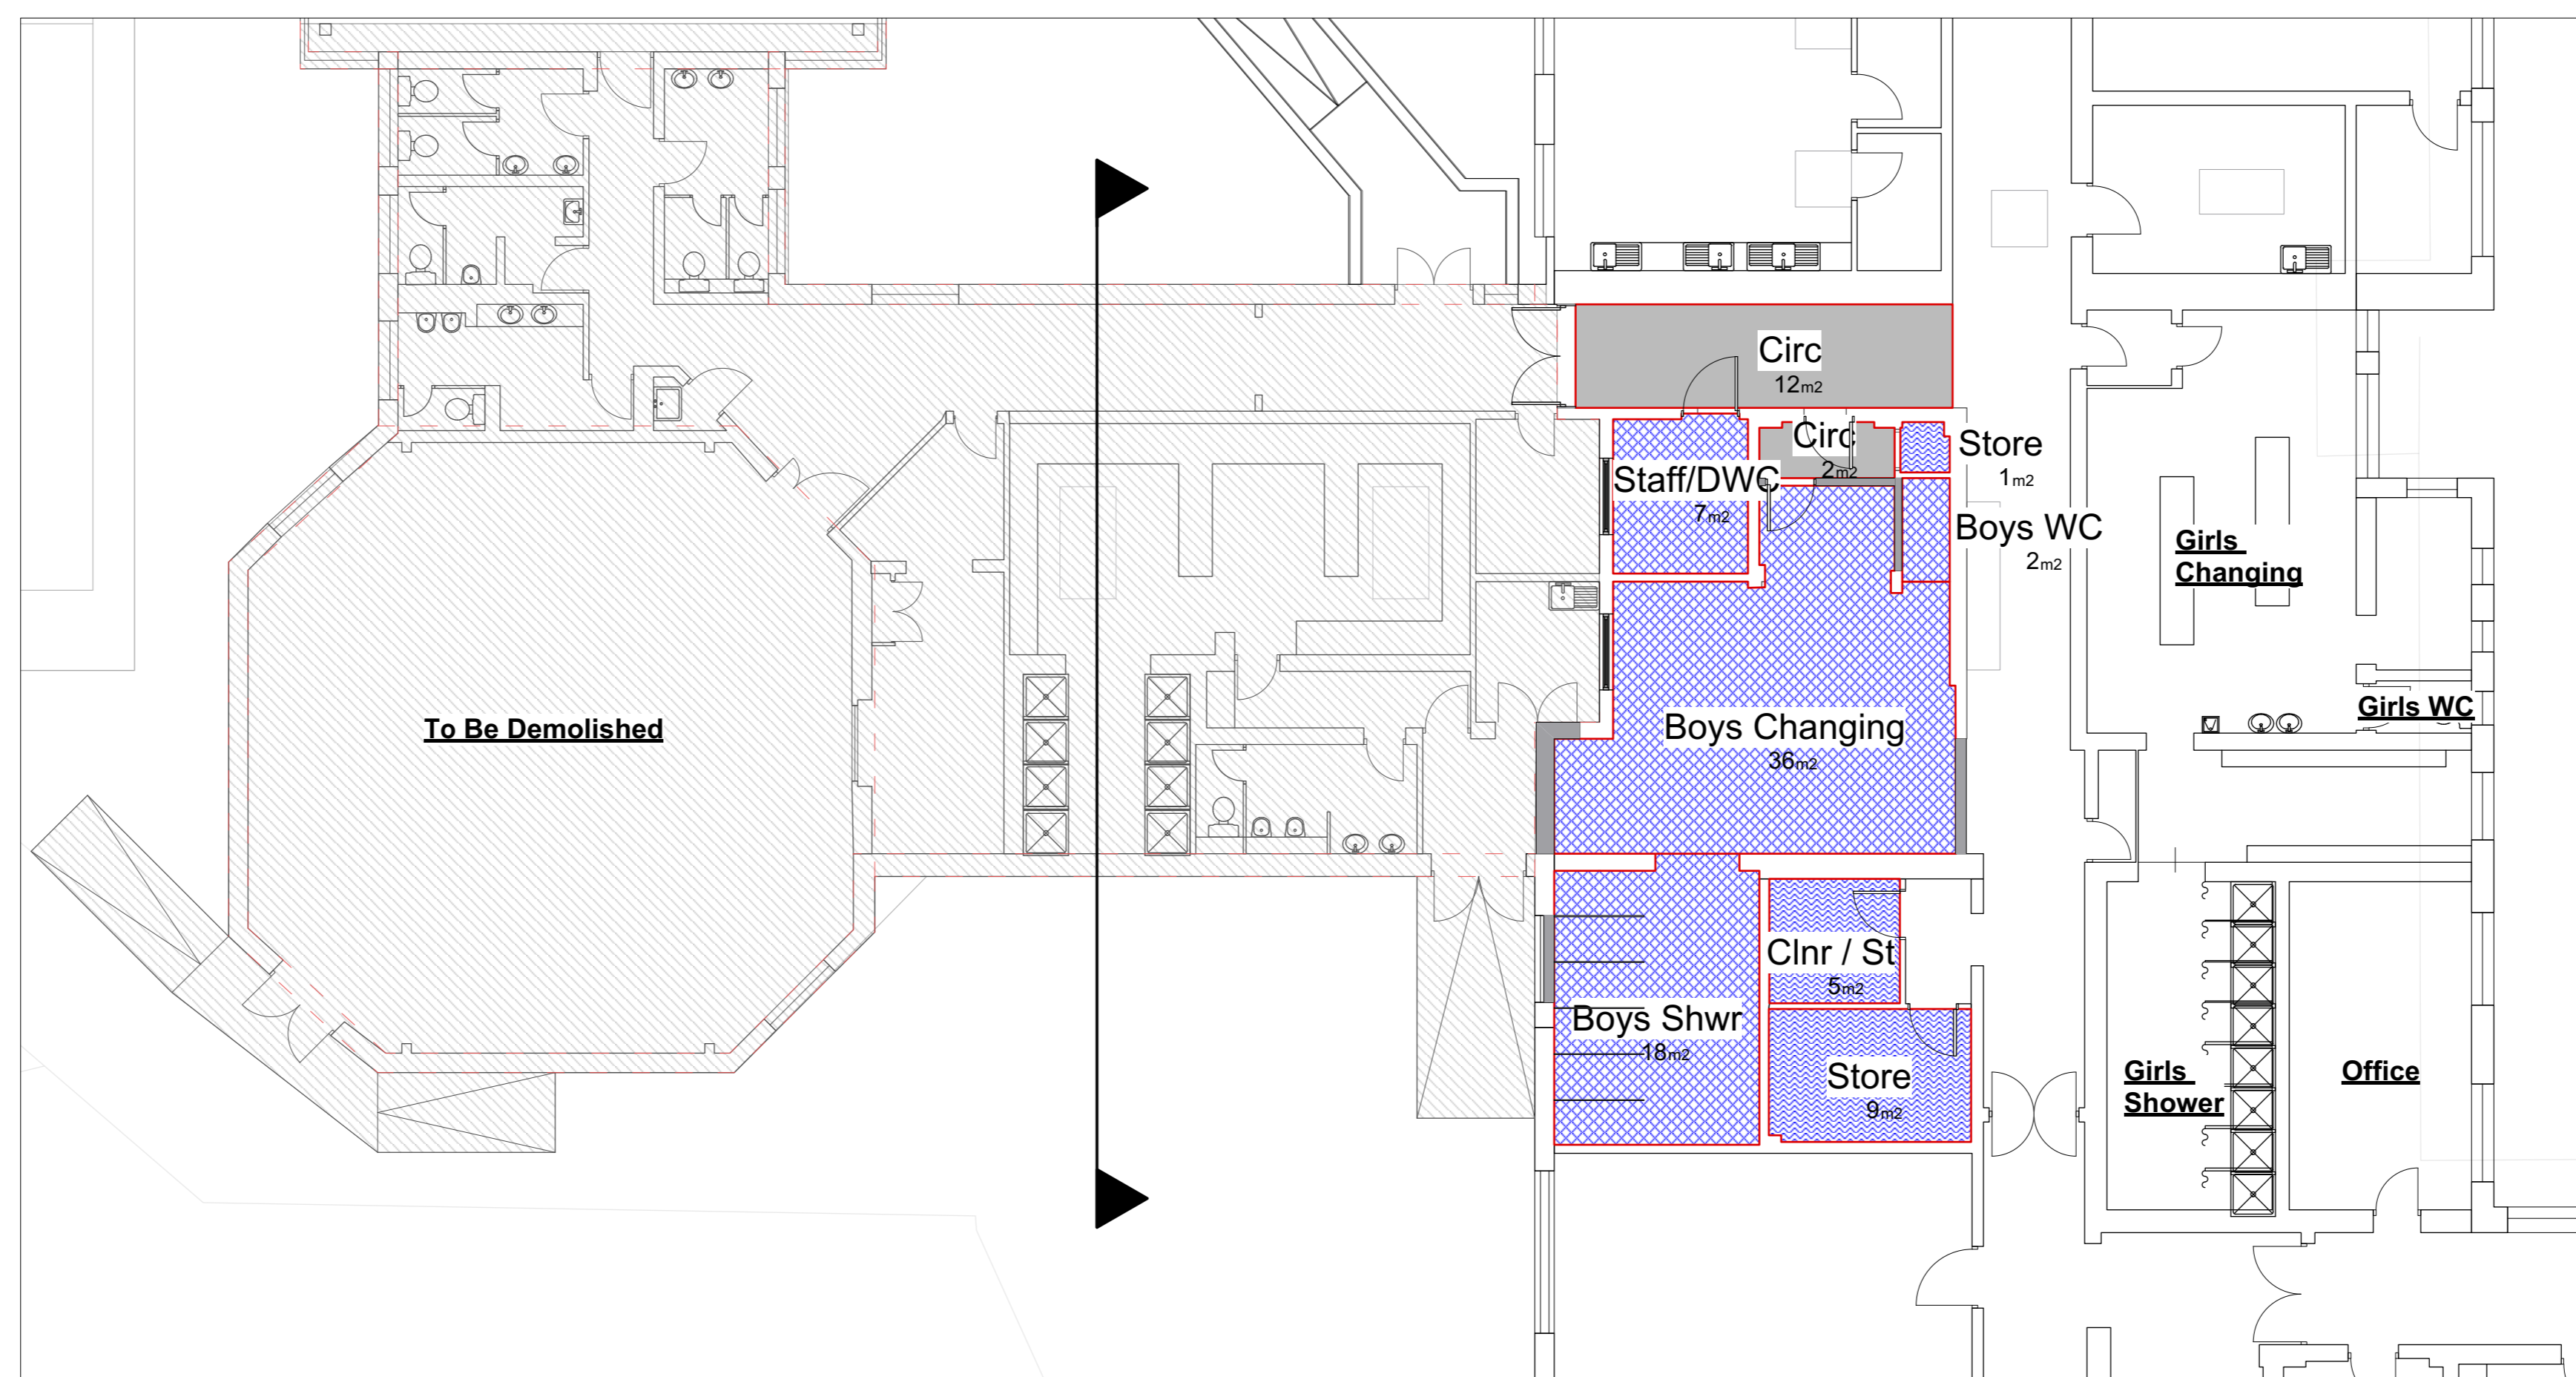 Circ
12m2
Circ
2m2
Store
1m2
Staff/DWC
7m2
Boys WC
2m2
Girls
Changing
To Be Demolished
Boys Changing
36m2
Girls WC
Clnr / St
5m2
Boys Shwr
18m2
Store
9m2
Girls
Shower
Office